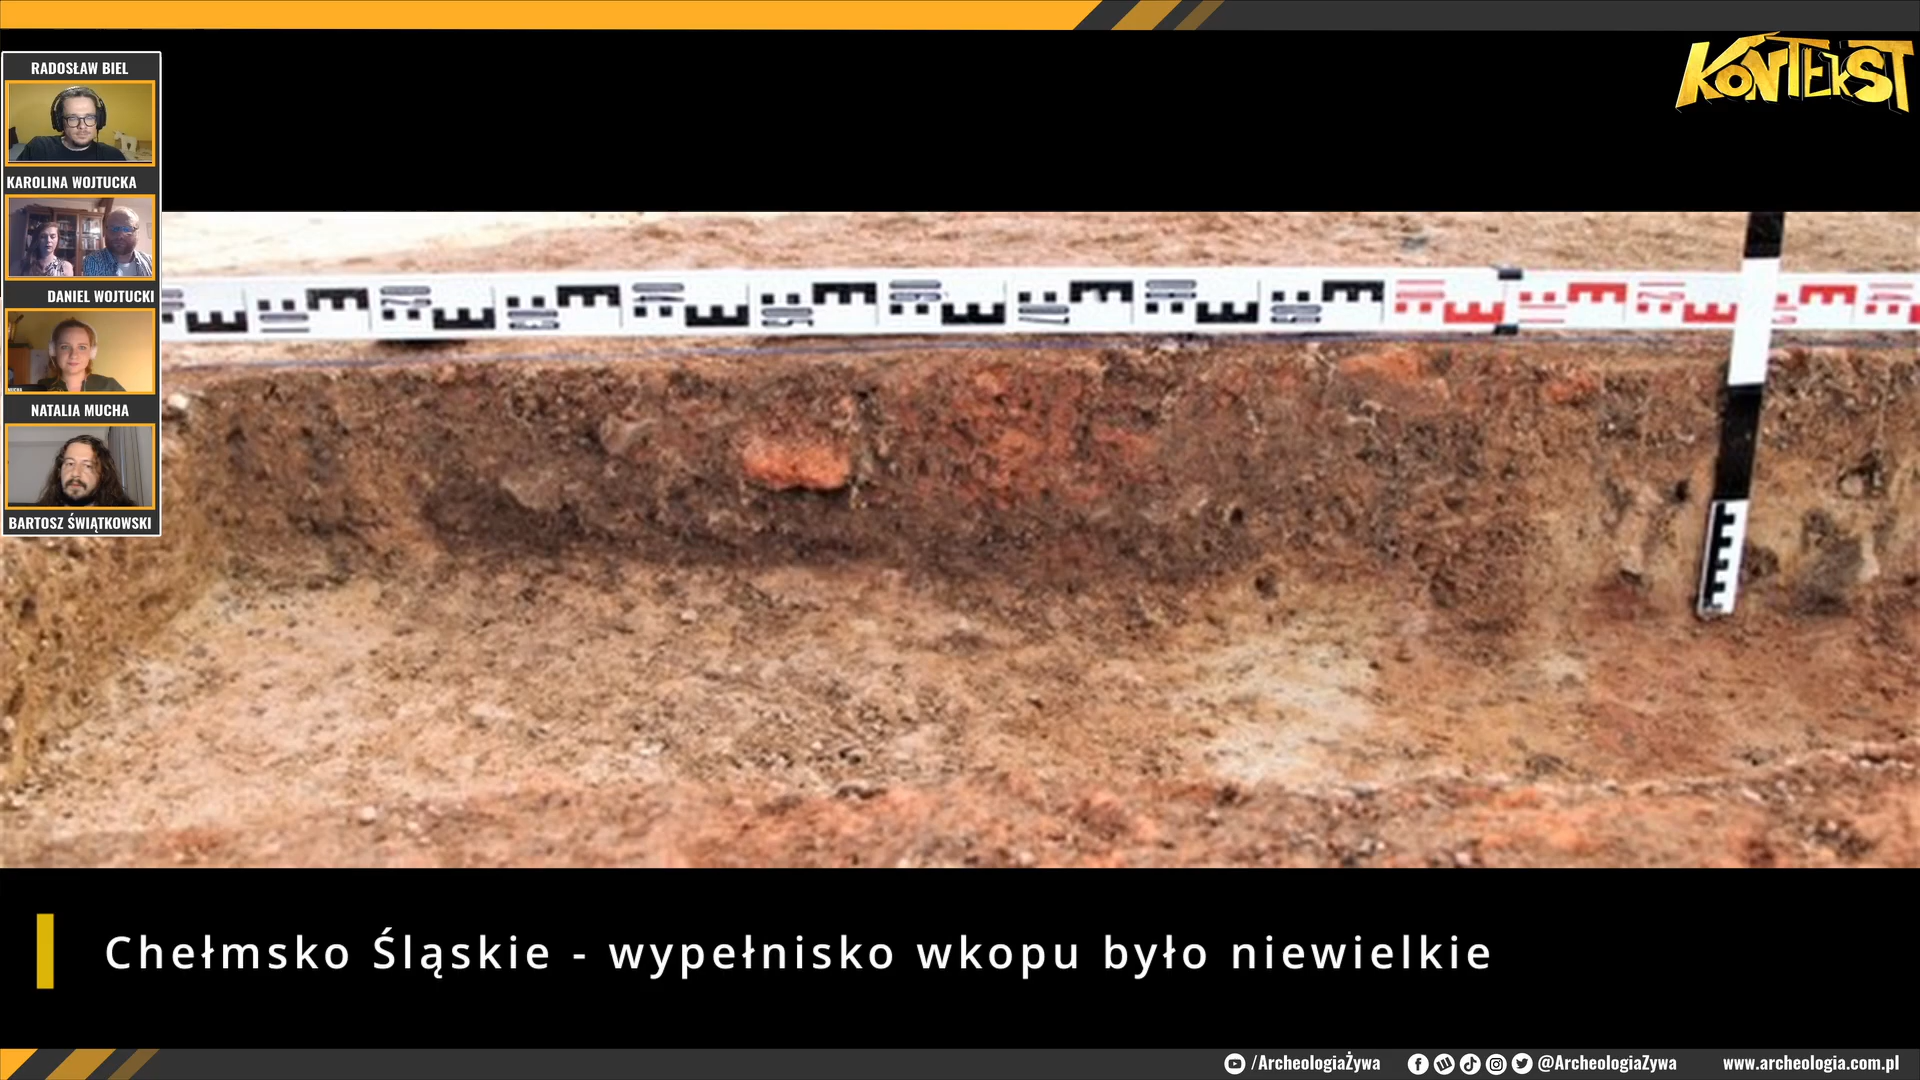 KONTEKST
RADOSŁAW BIEL
KAROLINA WOJTUCKA
DANIEL WOJTUCKI
NATALIA MUCHA
BARTOSZ ŚWIĄTKOWSKI
Chełmsko Śląskie - wypełnisko wkopu było niewielkie
/ArcheologiaŻywa
@ArcheologiaZywa
www.archeologia.com.pl